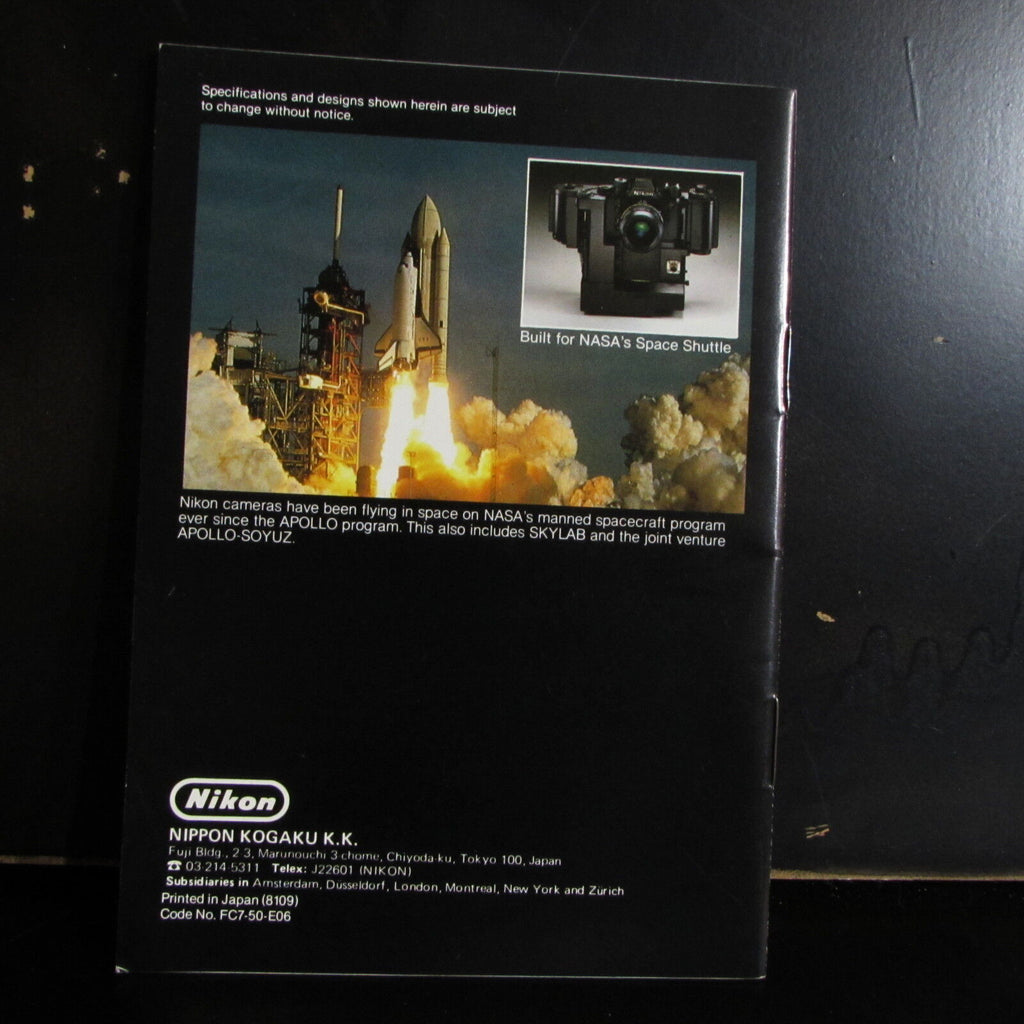 Specifications and designs shown herein are subject
to change without notice.
NIKON
Built for NASA's Space Shuttle
Nikon cameras have been flying in space on NASA's manned spacecraft program
ever since the APOLLO program. This also includes SKYLAB and the joint venture
APOLLO-SOYUZ.
Nikon
NIPPON KOGAKU K.K.
Fuji Bldg., 2-3, Marunouchi 3-chome, Chiyoda-ku, Tokyo 100, Japan
☎ 03-214-5311 Telex: J22601 (NIKON)
Subsidiaries in Amsterdam, Düsseldorf, London, Montreal, New York and Zürich
Printed in Japan (8109)
Code No. FC7-50-E06